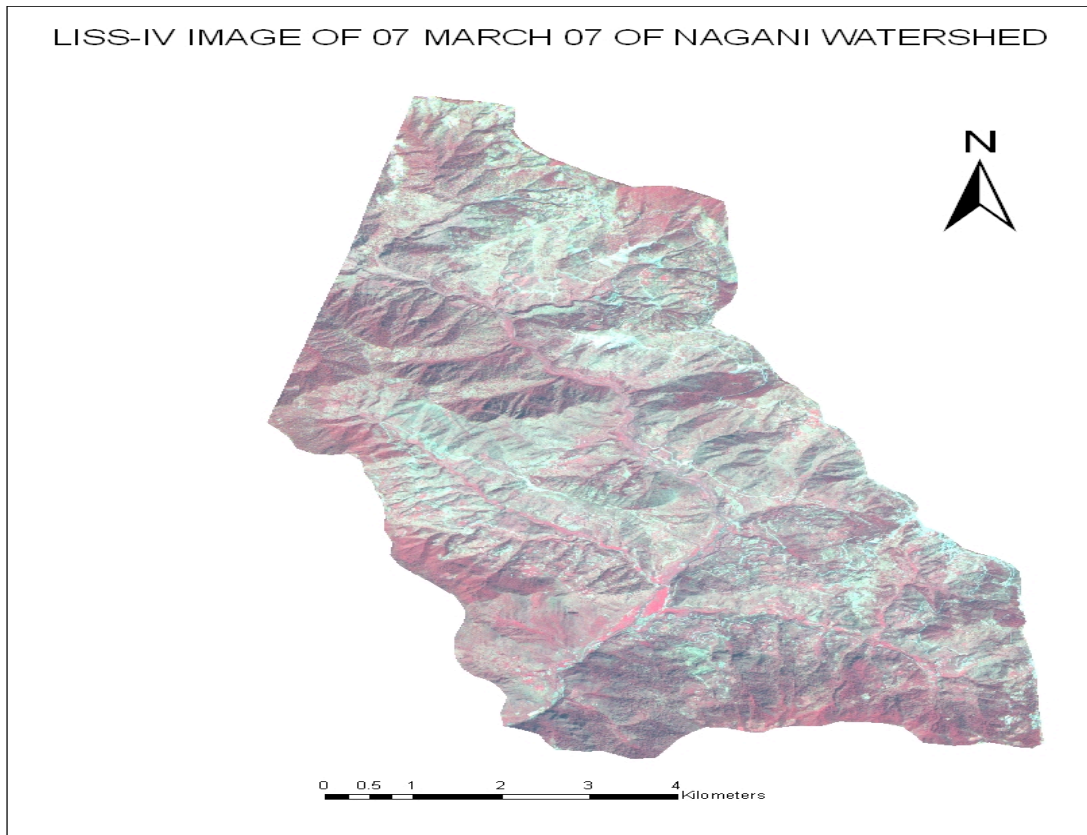 LISS-IV IMAGE OF 07 MARCH 07 OF NAGANI WATERSHED
N
0 0.5 1 2 3 4
Kilometers